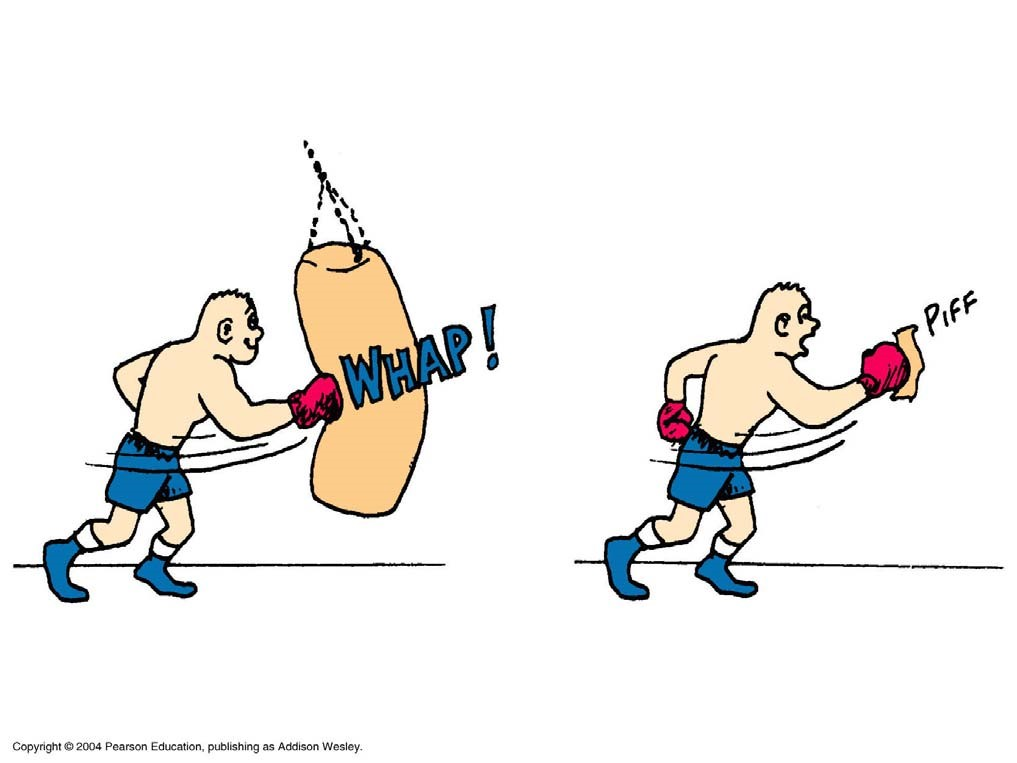 WHAP!
PIFF
Copyright © 2004 Pearson Education, publishing as Addison Wesley.